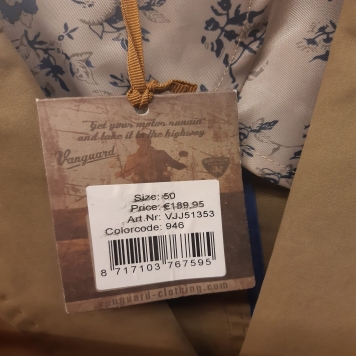 Get your motor runnin'
and take it to the highway
Vanguard
Size: 50
Price: €189,95
Art.Nr: VJJ51353
Colorcode: 946
8 717103 767595
vanguard-clothing.com